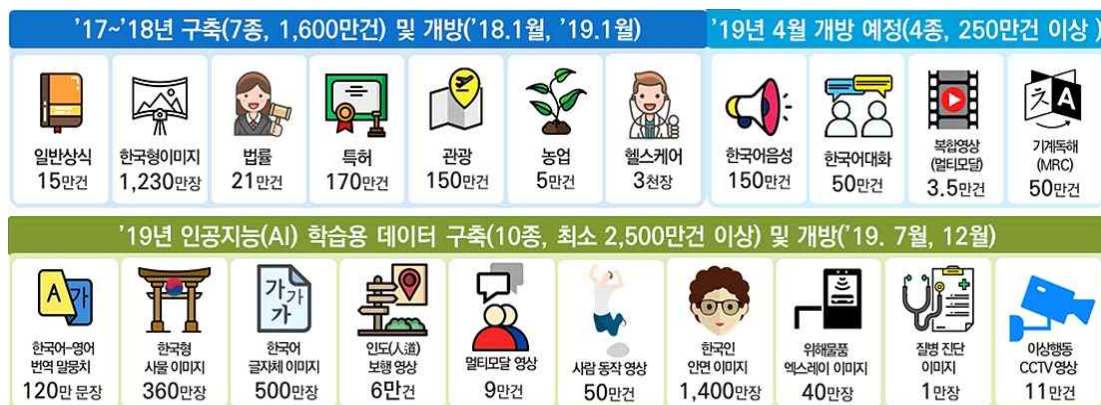 '17~'18년 구축(7종, 1,600만건) 및 개방('18.1월, '19.1월)
'19년 4월 개방 예정(4종, 250만건 이상 )
일반상식
15만건
한국형이미지
1,230만장
법률
21만건
특허
170만건
관광
150만건
농업
5만건
헬스케어
3천장
한국어음성
150만건
한국어대화
50만건
복합영상
(멀티모달)
3.5만건
ㅊ A
기계독해
(MRC)
50만건
'19년 인공지능(AI) 학습용 데이터 구축(10종, 최소 2,500만건 이상) 및 개방('19. 7월, 12월)
A 가
한국어-영어
번역 말뭉치
120만 문장
한국형
사물 이미지
360만장
가가
가
한국어
글자체 이미지
500만장
인도(人道)
보행 영상
6만건
멀티모달 영상
9만건
사람 동작 영상
50만건
한국인
안면 이미지
1,400만장
위해물품
엑스레이 이미지
40만장
질병 진단
이미지
1만장
이상행동
CCTV 영상
11만건